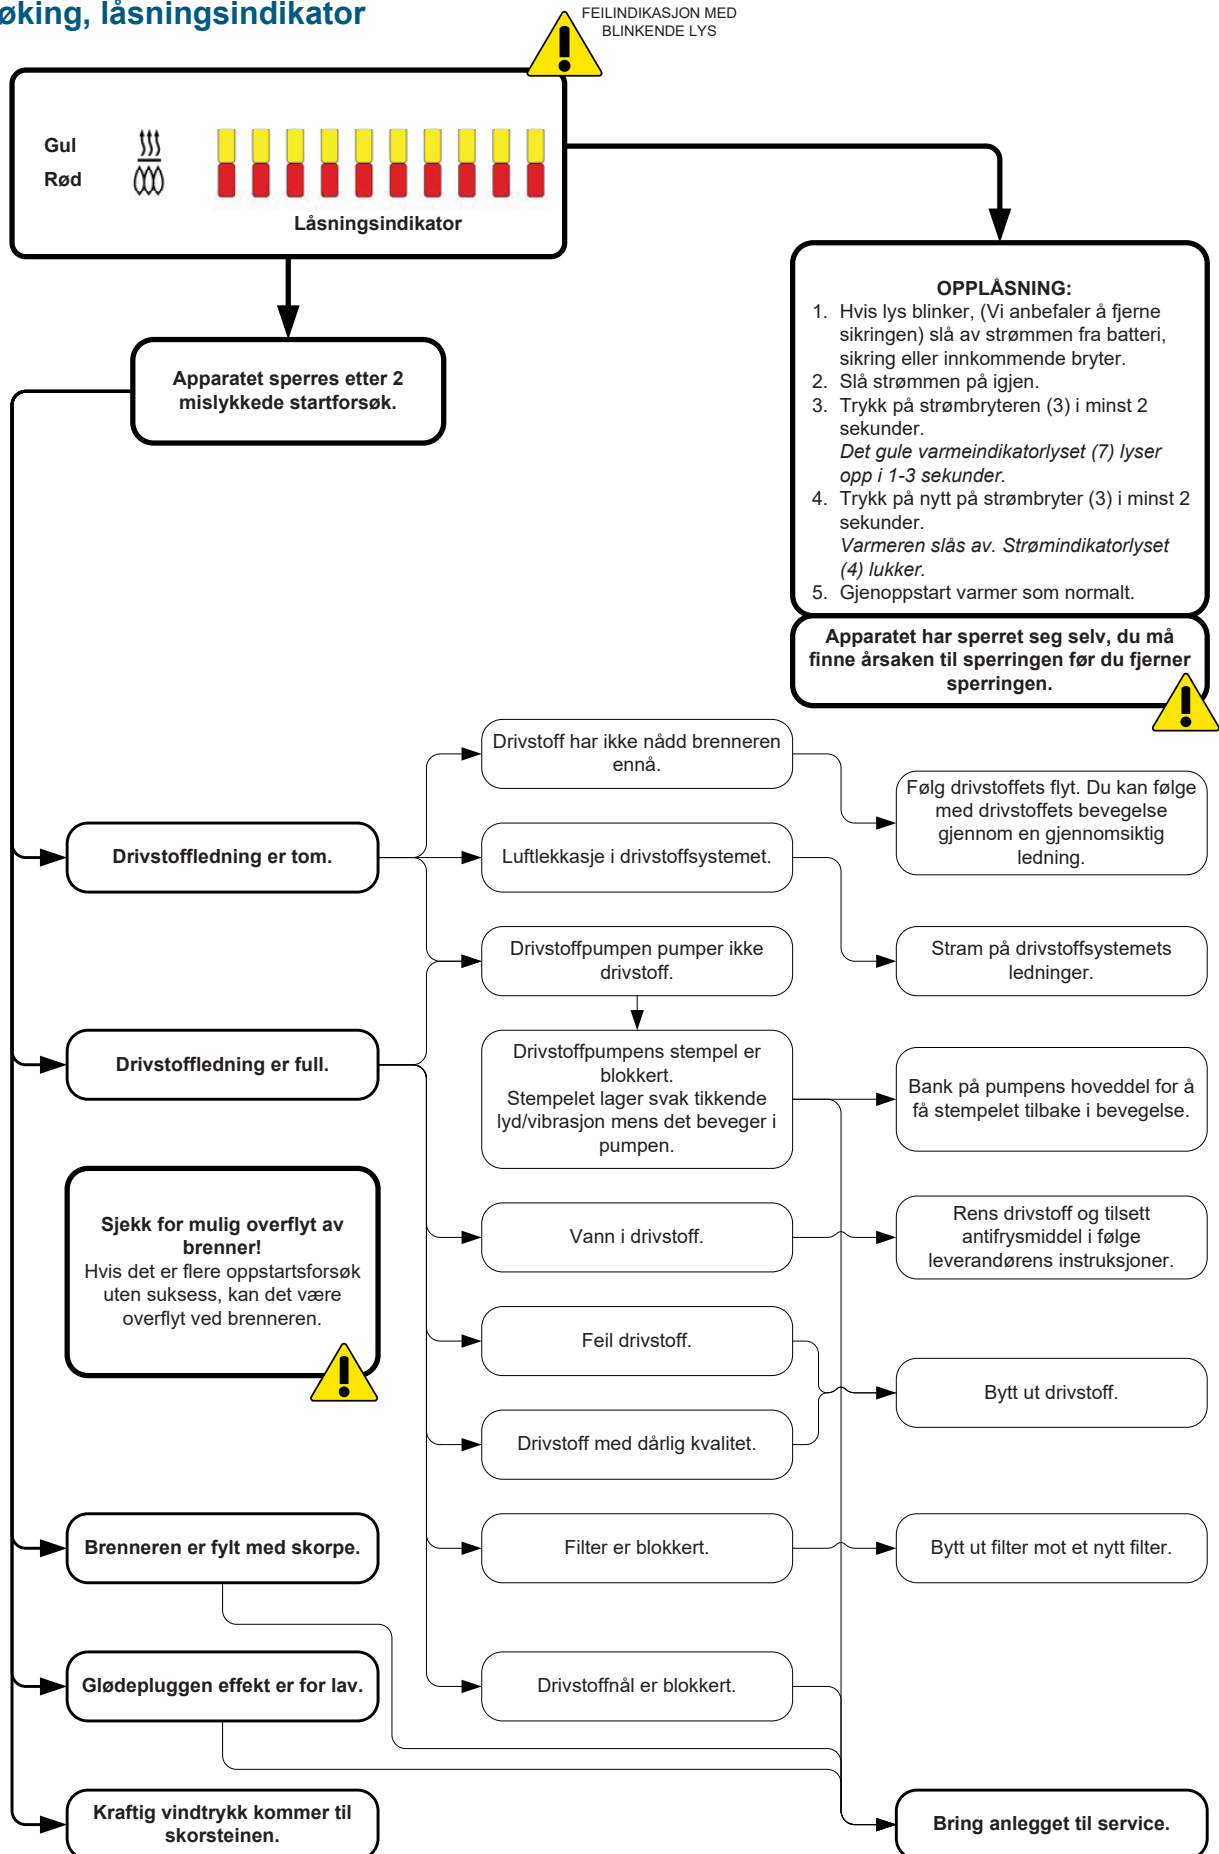 øking, låsningsindikator
FEILINDIKASJON MED
BLINKENDE LYS
Gul
Rød
Låsningsindikator
Apparatet sperres etter 2
mislykkede startforsøk.
OPPLÅSNING:
1. Hvis lys blinker, (Vi anbefaler å fjerne
sikringen) slå av strømmen fra batteri,
sikring eller innkommende bryter.
2. Slå strømmen på igjen.
3. Trykk på strømbryteren (3) i minst 2
sekunder.
Det gule varmeindikatorlyset (7) lyser
opp i 1-3 sekunder.
4. Trykk på nytt på strømbryter (3) i minst 2
sekunder.
Varmeren slås av. Strømindikatorlyset
(4) lukker.
5. Gjenoppstart varmer som normalt.
Apparatet har sperret seg selv, du må
finne årsaken til sperringen før du fjerner
sperringen.
Drivstoffledning er tom.
Drivstoff har ikke nådd brenneren
ennå.
Følg drivstoffets flyt. Du kan følge
med drivstoffets bevegelse
gjennom en gjennomsiktig
ledning.
Luftlekkasje i drivstoffsystemet.
Stram på drivstoffsystemets
ledninger.
Drivstoffpumpen pumper ikke
drivstoff.
Drivstoffledning er full.
Drivstoffpumpens stempel er
blokkert.
Stempelet lager svak tikkende
lyd/vibrasjon mens det beveger i
pumpen.
Bank på pumpens hoveddel for å
få stempelet tilbake i bevegelse.
Sjekk for mulig overflyt av
brenner!
Hvis det er flere oppstartsforsøk
uten suksess, kan det være
overflyt ved brenneren.
Vann i drivstoff.
Rens drivstoff og tilsett
antifrysmiddel i følge
leverandørens instruksjoner.
Feil drivstoff.
Bytt ut drivstoff.
Drivstoff med dårlig kvalitet.
Brenneren er fylt med skorpe.
Filter er blokkert.
Bytt ut filter mot et nytt filter.
Glødepluggen effekt er for lav.
Drivstoffnål er blokkert.
Kraftig vindtrykk kommer til
skorsteinen.
Bring anlegget til service.